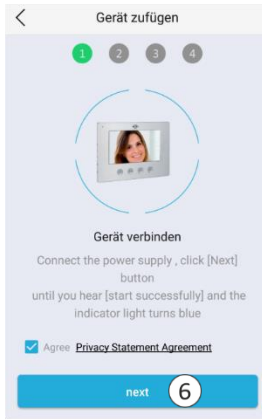 Gerät zufügen
1 2 3 4
Gerät verbinden
Connect the power supply , click [Next]
button
until you hear [start successfully] and the
indicator light turns blue
Agree Privacy Statement Agreement
next 6